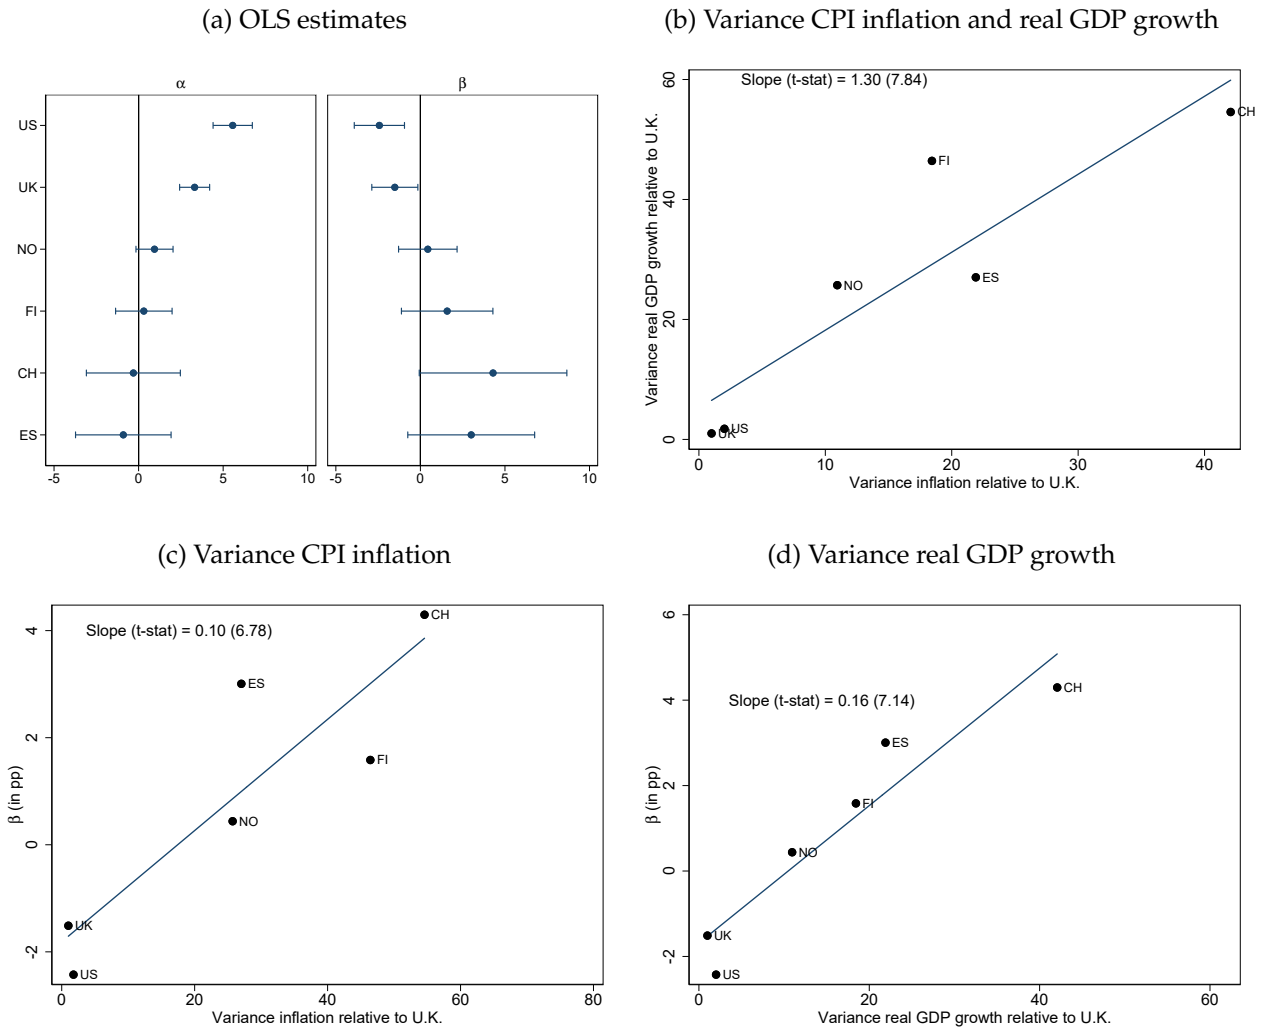 (a) OLS estimates
α
β
US
UK
NO
FI
CH
ES
-5 0 5 10
-5 0 5 10
(b) Variance CPI inflation and real GDP growth
Slope (t-stat) = 1.30 (7.84)
Variance real GDP growth relative to U.K.
60
40
20
0
CH
FI
NO
ES
US
UK
0 10 20 30 40
Variance inflation relative to U.K.
(c) Variance CPI inflation
Slope (t-stat) = 0.10 (6.78)
β (in pp)
4
2
0
-2
CH
ES
FI
NO
UK
US
0 20 40 60 80
Variance inflation relative to U.K.
(d) Variance real GDP growth
Slope (t-stat) = 0.16 (7.14)
β (in pp)
6
4
2
0
-2
CH
ES
FI
NO
UK
US
0 20 40 60
Variance real GDP growth relative to U.K.